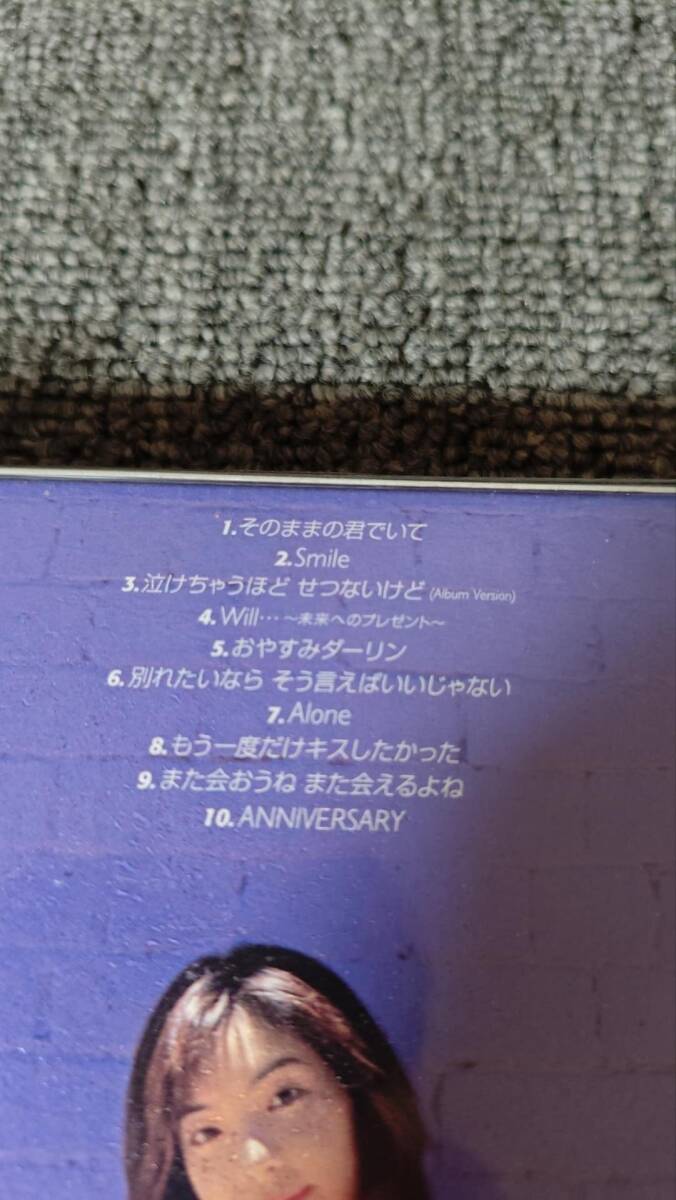 1.そのままの君でいて
2.Smile
3.泣けちゃうほど せつないけど (Album Version)
4.Will… 〜未来へのプレゼント〜
5.おやすみダーリン
6.別れたいなら そう言えばいいじゃない
7.Alone
8.もう一度だけキスしたかった
9.また会おうね また会えるよね
10.ANNIVERSARY